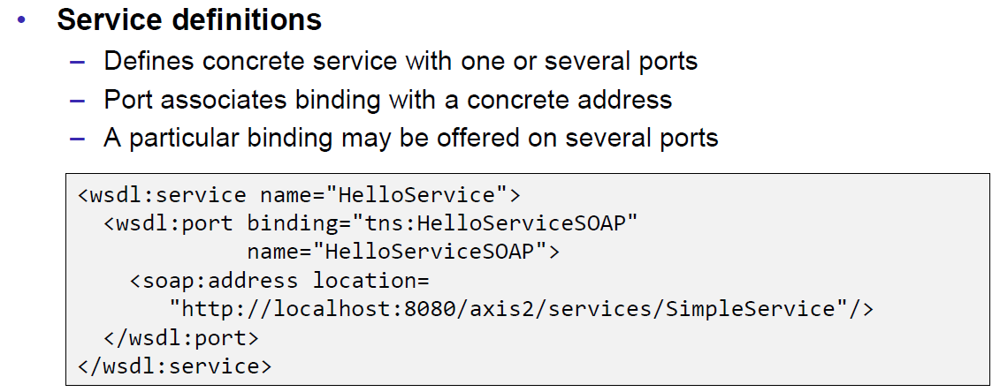 • Service definitions
– Defines concrete service with one or several ports
– Port associates binding with a concrete address
– A particular binding may be offered on several ports
<wsdl:service name="HelloService">
  <wsdl:port binding="tns:HelloServiceSOAP"
             name="HelloServiceSOAP">
    <soap:address location=
       "http://localhost:8080/axis2/services/SimpleService"/>
  </wsdl:port>
</wsdl:service>